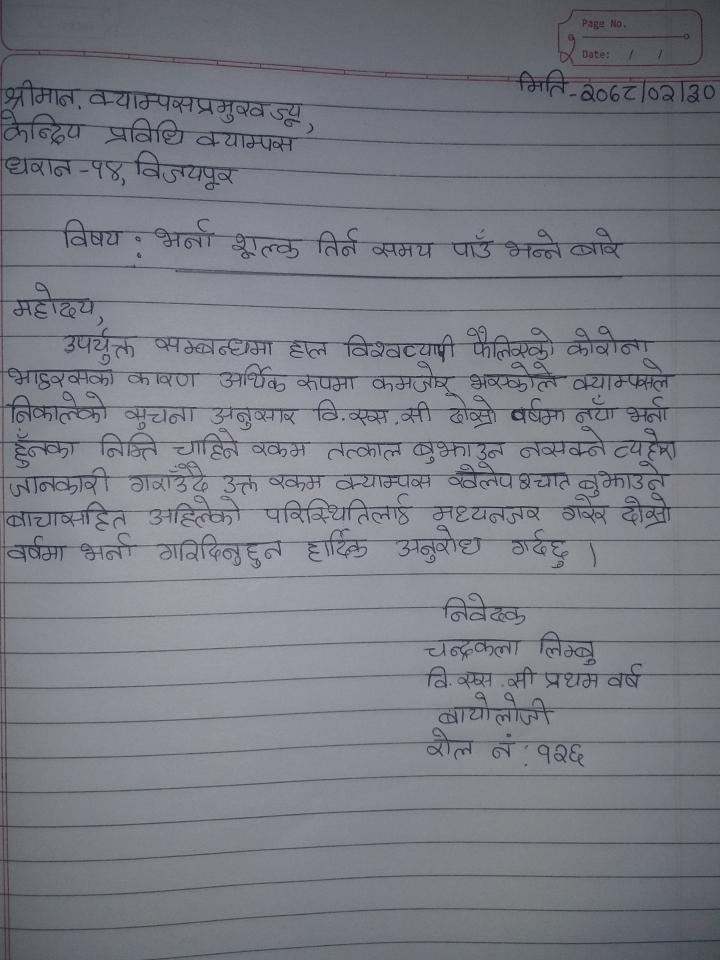 Page No.
Date: / /
मिति-२०७८/०२/२०
श्रीमान्. क्याम्पसप्रमुखज्यू,
केन्द्रिय प्रविधि क्याम्पस
धरान-१४, विजयपूर
विषय: भर्ना शूल्क तिर्न समय पाउँ भन्ने बारे
महोदय,
उपर्युक्त सम्बन्धमा हाल विश्वव्यापी फैलिएको कोरोना
भाइरसका कारण आर्थिक रुपमा कमजोर भएकोले क्याम्पसले
निकालेको सुचना अनुसार वि.एस.सी दोस्रो वर्षमा नयाँ भर्ना
हुँनका निम्ति चाहिने रकम तत्काल बुझाउन नसक्ने व्यहोरा
जानकारी गराउँदै उक्त रकम क्याम्पस खोलेपश्चात बुझाउने
बाचासहित अहिलेको परिस्थितिलाई मध्यनजर गरेर दोस्रो
वर्षमा भर्ना गरिदिनुहुन हार्दिक अनुरोध गर्दछु ।
निवेदक
चन्द्रकला लिम्बु
वि.एस.सी प्रथम वर्ष
बायोलोजी
रोल नं: १२६